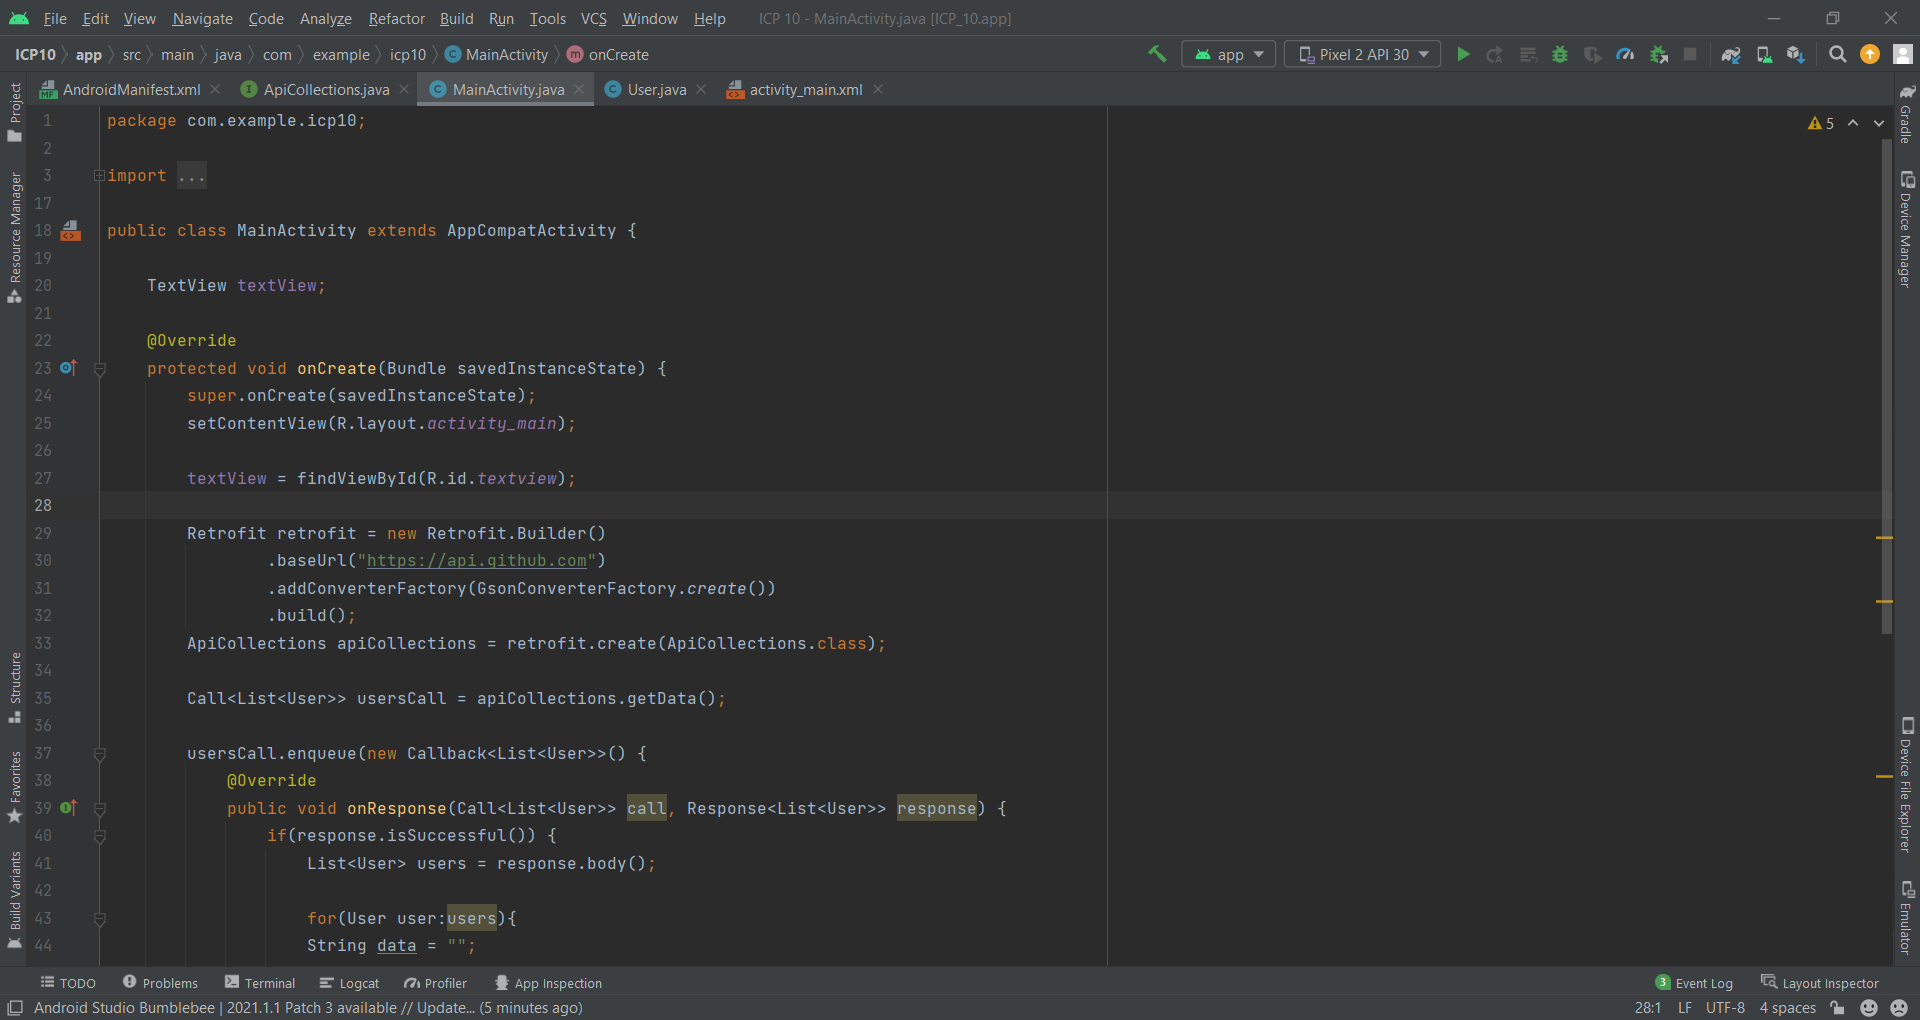 File Edit View Navigate Code Analyze Refactor Build Run Tools VCS Window Help ICP 10 - MainActivity.java [ICP_10.app]
ICP10 app src main java com example icp10 C MainActivity m onCreate app Pixel 2 API 30
MF AndroidManifest.xml I ApiCollections.java C MainActivity.java C User.java activity_main.xml
Project
Resource Manager
Structure
Favorites
Build Variants
1 package com.example.icp10;
2
3 import ...
17
18 public class MainActivity extends AppCompatActivity {
19
20 TextView textView;
21
22 @Override
23 protected void onCreate(Bundle savedInstanceState) {
24 super.onCreate(savedInstanceState);
25 setContentView(R.layout.activity_main);
26
27 textView = findViewById(R.id.textview);
28
29 Retrofit retrofit = new Retrofit.Builder()
30 .baseUrl("https://api.github.com")
31 .addConverterFactory(GsonConverterFactory.create())
32 .build();
33 ApiCollections apiCollections = retrofit.create(ApiCollections.class);
34
35 Call<List<User>> usersCall = apiCollections.getData();
36
37 usersCall.enqueue(new Callback<List<User>>() {
38 @Override
39 public void onResponse(Call<List<User>> call, Response<List<User>> response) {
40 if(response.isSuccessful()) {
41 List<User> users = response.body();
42
43 for(User user:users){
44 String data = "";
5
Gradle
Device Manager
Device File Explorer
Emulator
TODO Problems Terminal Logcat Profiler App Inspection 3 Event Log Layout Inspector
Android Studio Bumblebee | 2021.1.1 Patch 3 available // Update... (5 minutes ago) 28:1 LF UTF-8 4 spaces